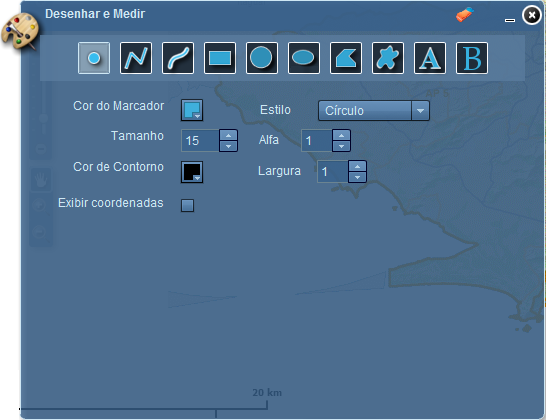 Desenhar e Medir
A B
Cor do Marcador Estilo Círculo
Tamanho 15 Alfa 1
Cor de Contorno Largura 1
Exibir coordenadas
20 km